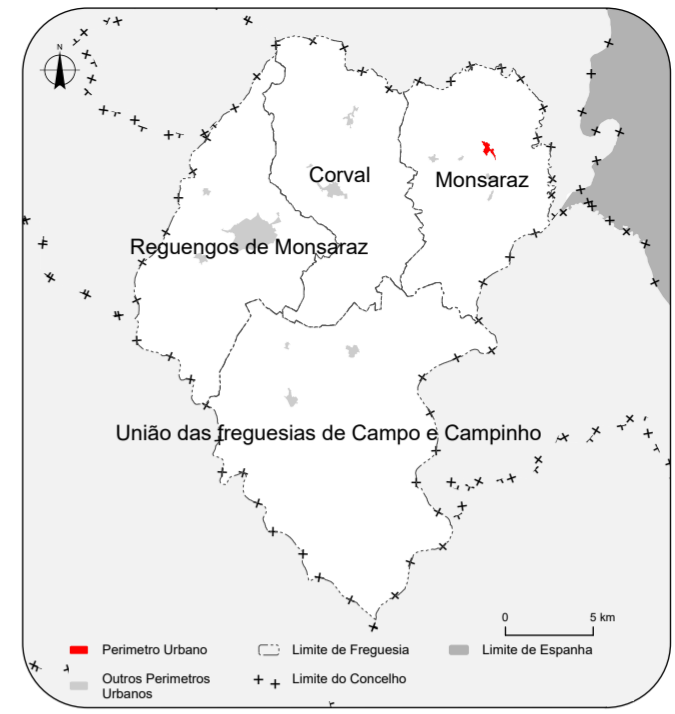 N
Corval
Monsaraz
Reguengos de Monsaraz
União das freguesias de Campo e Campinho
0 5 km
Perimetro Urbano
Limite de Freguesia
Limite de Espanha
Outros Perimetros
Urbanos
Limite do Concelho